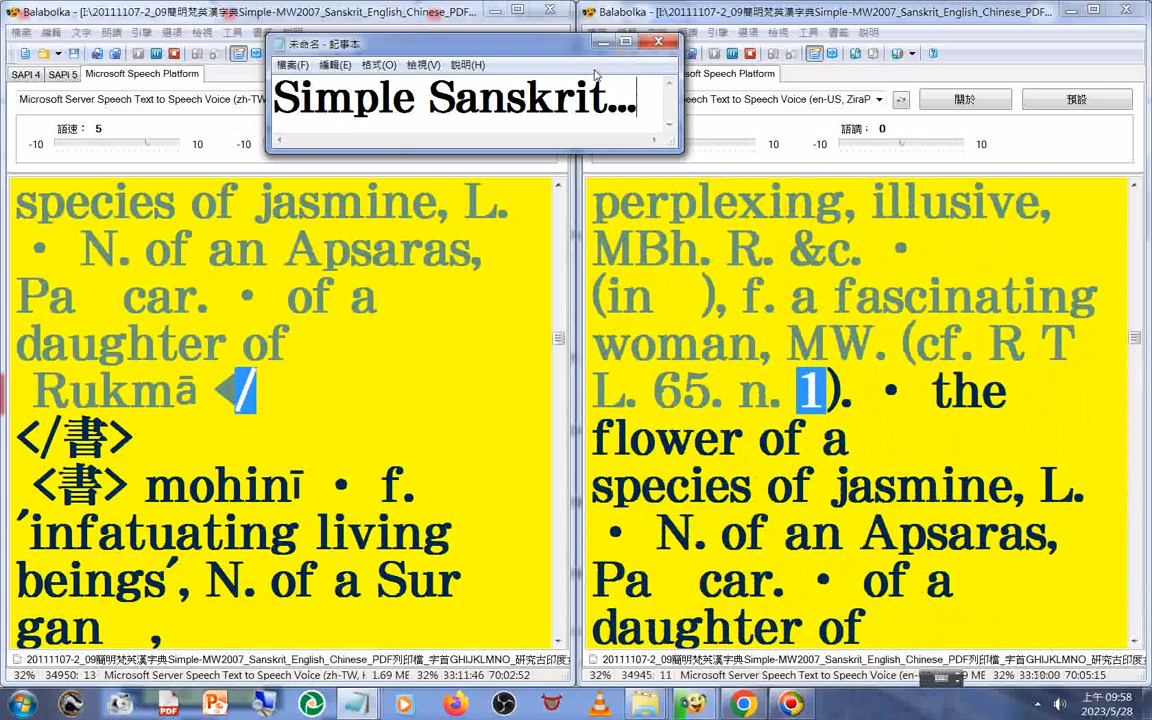 Balabolka - [I:\20111107-2_09簡明梵英漢字典Simple-MW2007_Sanskrit_English_Chinese_PDF...
Balabolka - [I:\20111107-2_09簡明梵英漢字典Simple-MW2007_Sanskrit_English_Chinese_PDF...
未命名 - 記事本
檔案(F) 編輯(E) 格式(O) 檢視(V) 說明(H)
Simple Sanskrit...
SAPI 4 SAPI 5 Microsoft Speech Platform
Speech Platform
Microsoft Server Speech Text to Speech Voice (zh-TW
ech Text to Speech Voice (en-US, ZiraP
關於
預設
語速： 5
-10 10 -10
語調： 0
10 -10 10
species of jasmine, L.
• N. of an Apsaras,
Pa car. • of a
daughter of
Rukmā </
</書>
<書> mohinī • f.
′infatuating living
beings′, N. of a Sur
gan ,
perplexing, illusive,
MBh. R. &c. •
(in ), f. a fascinating
woman, MW. (cf. R T
L. 65. n. 1). • the
flower of a
species of jasmine, L.
• N. of an Apsaras,
Pa car. • of a
daughter of
20111107-2_09簡明梵英漢字典Simple-MW2007_Sanskrit_English_Chinese_PDF列印檔_字首GHIJKLMNO_研究古印度
20111107-2_09簡明梵英漢字典Simple-MW2007_Sanskrit_English_Chinese_PDF列印檔_字首GHIJKLMNO_研究古印度
32% 34950: 13 Microsoft Server Speech Text to Speech Voice (zh-TW, 1.69 ME 32% 33:11:46 70:02:52
32% 34945: 11 Microsoft Server Speech Text to Speech Voice 32% 33:10:00 70:05:15
上午 09:58
2023/5/28